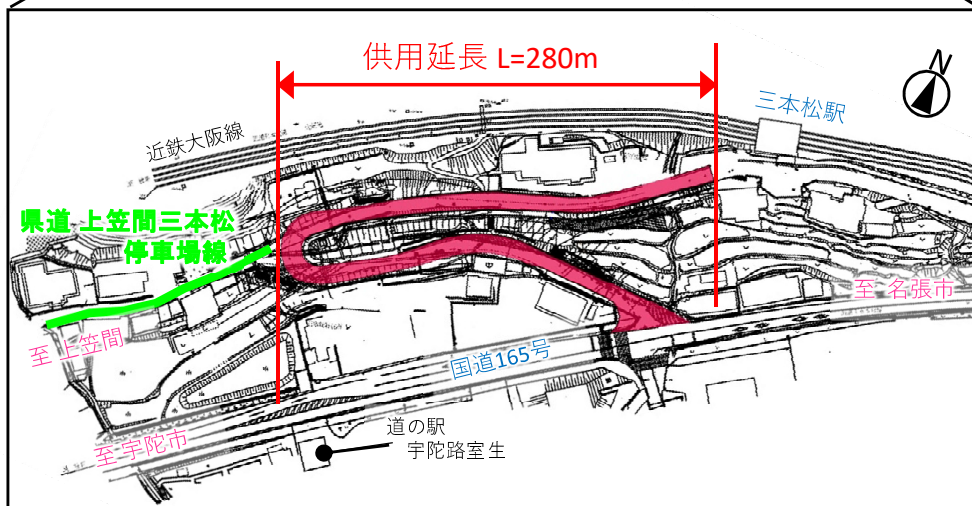 供用延長 L=280m
N
三本松駅
近鉄大阪線
県道 上笠間三本松
停車場線
至 名張市
至 上笠間
国道165号
道の駅
宇陀路室生
至 宇陀市